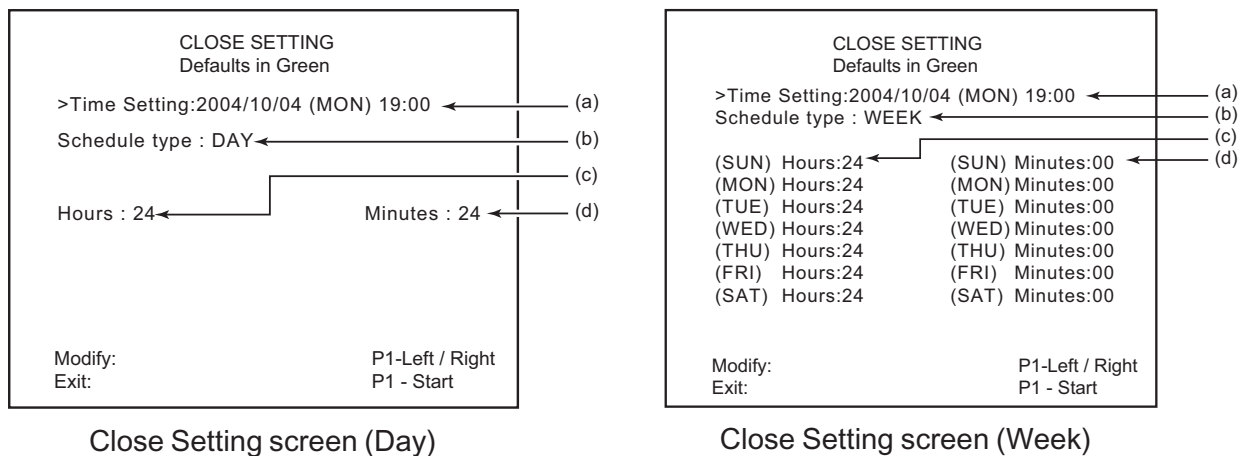 CLOSE SETTING
Defaults in Green
>Time Setting:2004/10/04 (MON) 19:00
(a)
Schedule type : DAY
(b)
(c)
Hours : 24
Minutes : 24
(d)
Modify:
P1-Left / Right
Exit:
P1 - Start
Close Setting screen (Day)
CLOSE SETTING
Defaults in Green
>Time Setting:2004/10/04 (MON) 19:00
(a)
Schedule type : WEEK
(b)
(c)
(SUN) Hours:24 (SUN) Minutes:00
(d)
(MON) Hours:24 (MON) Minutes:00
(TUE) Hours:24 (TUE) Minutes:00
(WED) Hours:24 (WED) Minutes:00
(THU) Hours:24 (THU) Minutes:00
(FRI) Hours:24 (FRI) Minutes:00
(SAT) Hours:24 (SAT) Minutes:00
Modify:
P1-Left / Right
Exit:
P1 - Start
Close Setting screen (Week)